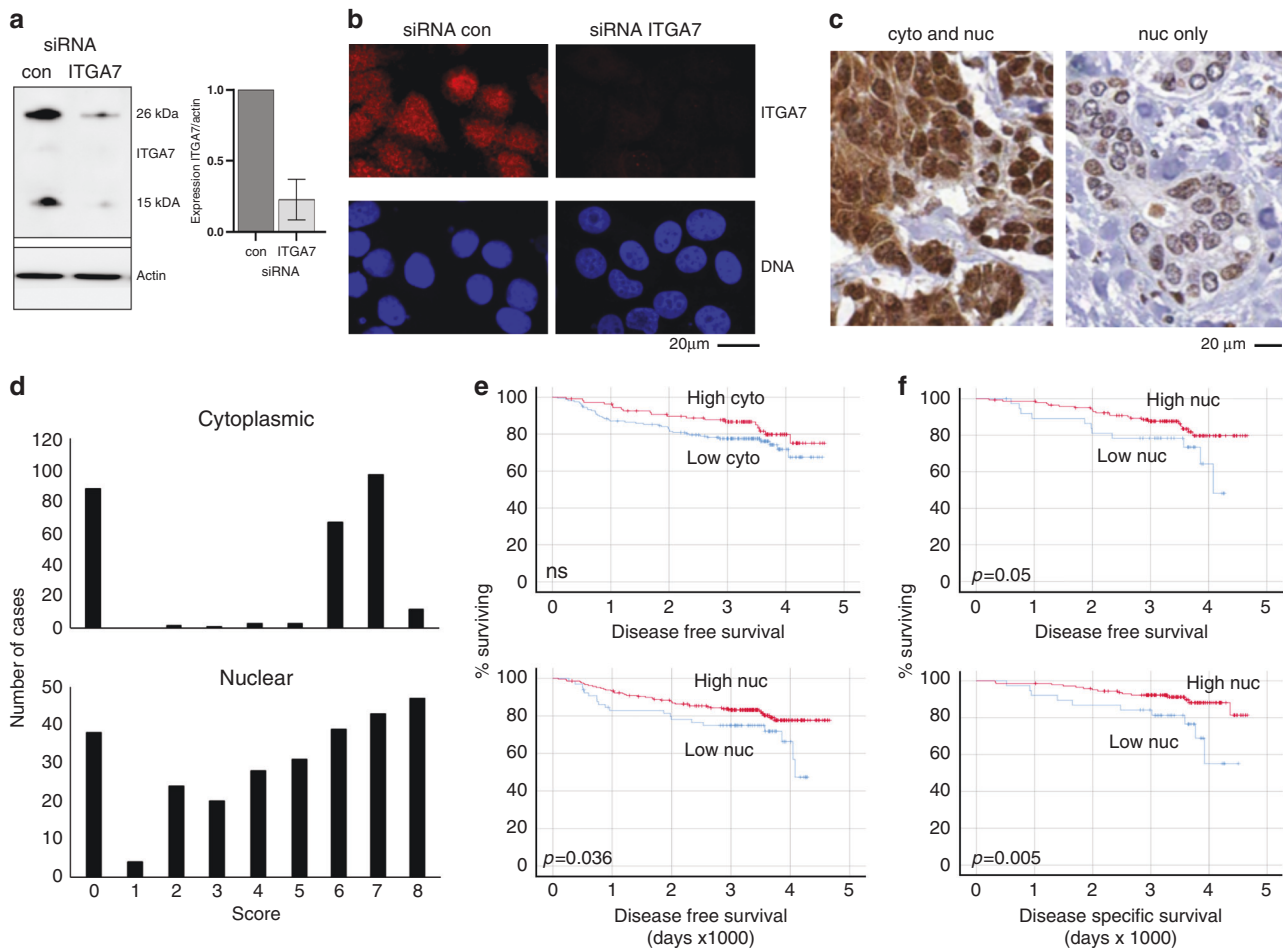 a
siRNA
con ITGA7
26 kDa
ITGA7
15 kDA
Actin
Expression ITGA7/actin
1.0
0.5
0.0
con ITGA7
siRNA
b
siRNA con siRNA ITGA7
ITGA7
DNA
20μm
c
cyto and nuc nuc only
20 μm
d
Cytoplasmic
Number of cases
120
100
80
60
40
20
0
Nuclear
50
40
30
20
10
0
0 1 2 3 4 5 6 7 8
Score
e
% surviving
100
80
60
40
20
0
High cyto
Low cyto
ns
0 1 2 3 4 5
Disease free survival
100
80
60
40
20
0
High nuc
Low nuc
p=0.036
0 1 2 3 4 5
Disease free survival
(days x1000)
f
% surviving
100
80
60
40
20
0
High nuc
Low nuc
p=0.05
0 1 2 3 4 5
Disease free survival
100
80
60
40
20
0
High nuc
Low nuc
p=0.005
0 1 2 3 4 5
Disease specific survival
(days x 1000)